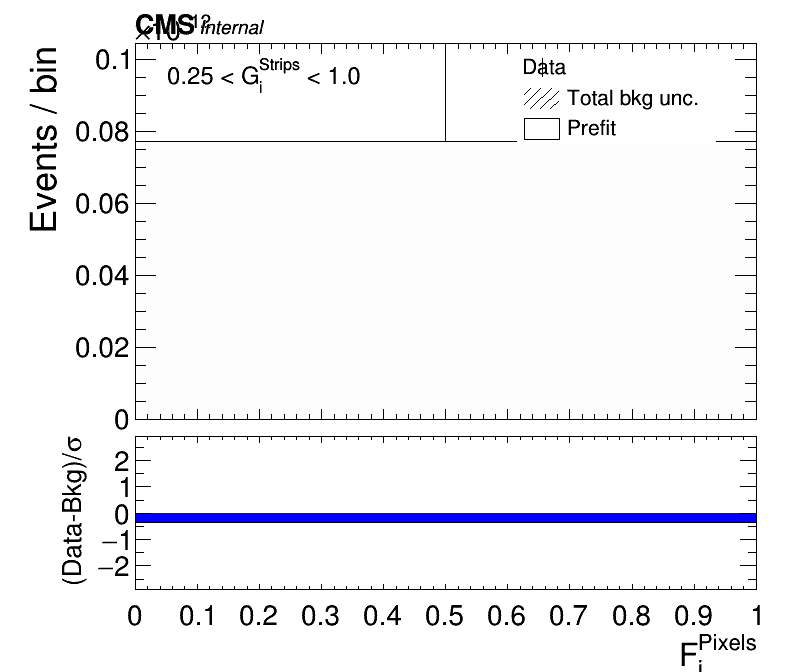 CMS Internal
×10¹²
Events / bin
0.1
0.08
0.06
0.04
0.02
0
0.25 < G_i^Strips < 1.0
Data
Total bkg unc.
Prefit
(Data-Bkg)/σ
2
1
0
−1
−2
0 0.1 0.2 0.3 0.4 0.5 0.6 0.7 0.8 0.9 1
F_i^Pixels